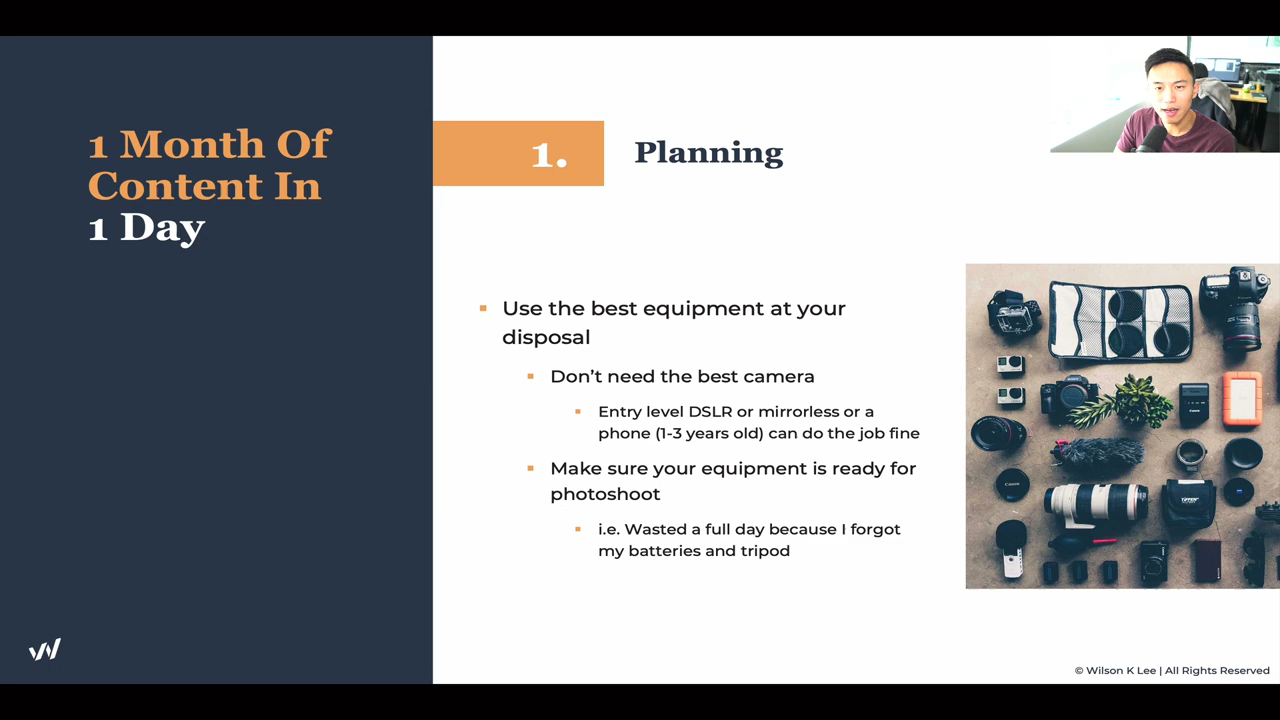 1 Month Of
Content In
1 Day
1.
Planning
▪ Use the best equipment at your
disposal
▪ Don’t need the best camera
▪ Entry level DSLR or mirrorless or a
phone (1-3 years old) can do the job fine
▪ Make sure your equipment is ready for
photoshoot
▪ i.e. Wasted a full day because I forgot
my batteries and tripod
Canon
© Wilson K Lee | All Rights Reserved